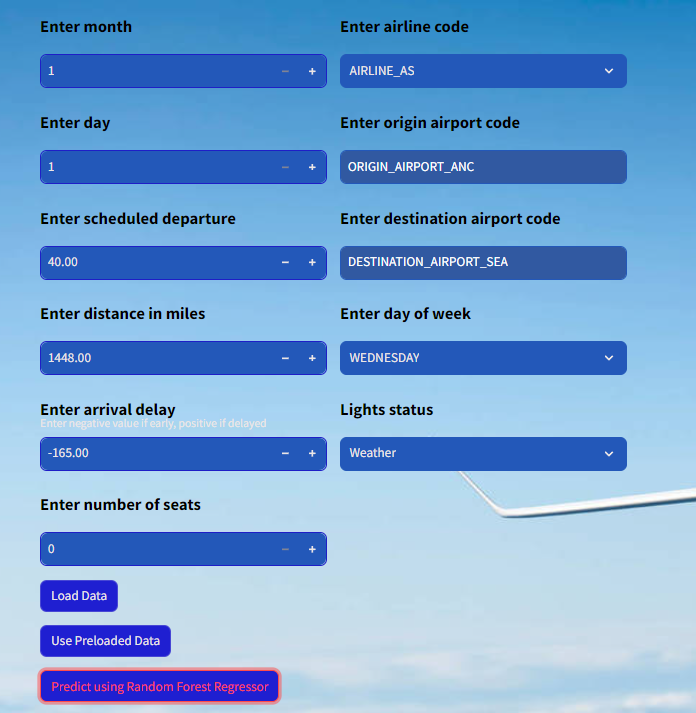 Enter month
1
Enter airline code
AIRLINE_AS
Enter day
1
Enter origin airport code
ORIGIN_AIRPORT_ANC
Enter scheduled departure
40.00
Enter destination airport code
DESTINATION_AIRPORT_SEA
Enter distance in miles
1448.00
Enter day of week
WEDNESDAY
Enter arrival delay
Enter negative value if early, positive if delayed
-165.00
Lights status
Weather
Enter number of seats
0
Load Data
Use Preloaded Data
Predict using Random Forest Regressor